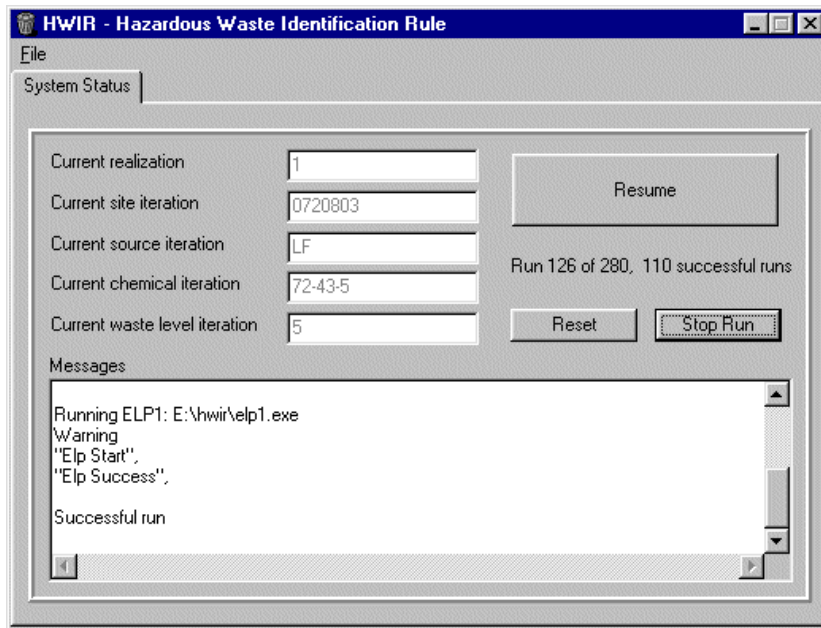 HWIR - Hazardous Waste Identification Rule
File
System Status
Current realization 1
Current site iteration 0720803
Current source iteration LF
Current chemical iteration 72-43-5
Current waste level iteration 5
Resume
Run 126 of 280, 110 successful runs
Reset Stop Run
Messages
Running ELP1: E:\hwir\elp1.exe
Warning
"Elp Start",
"Elp Success",
Successful run